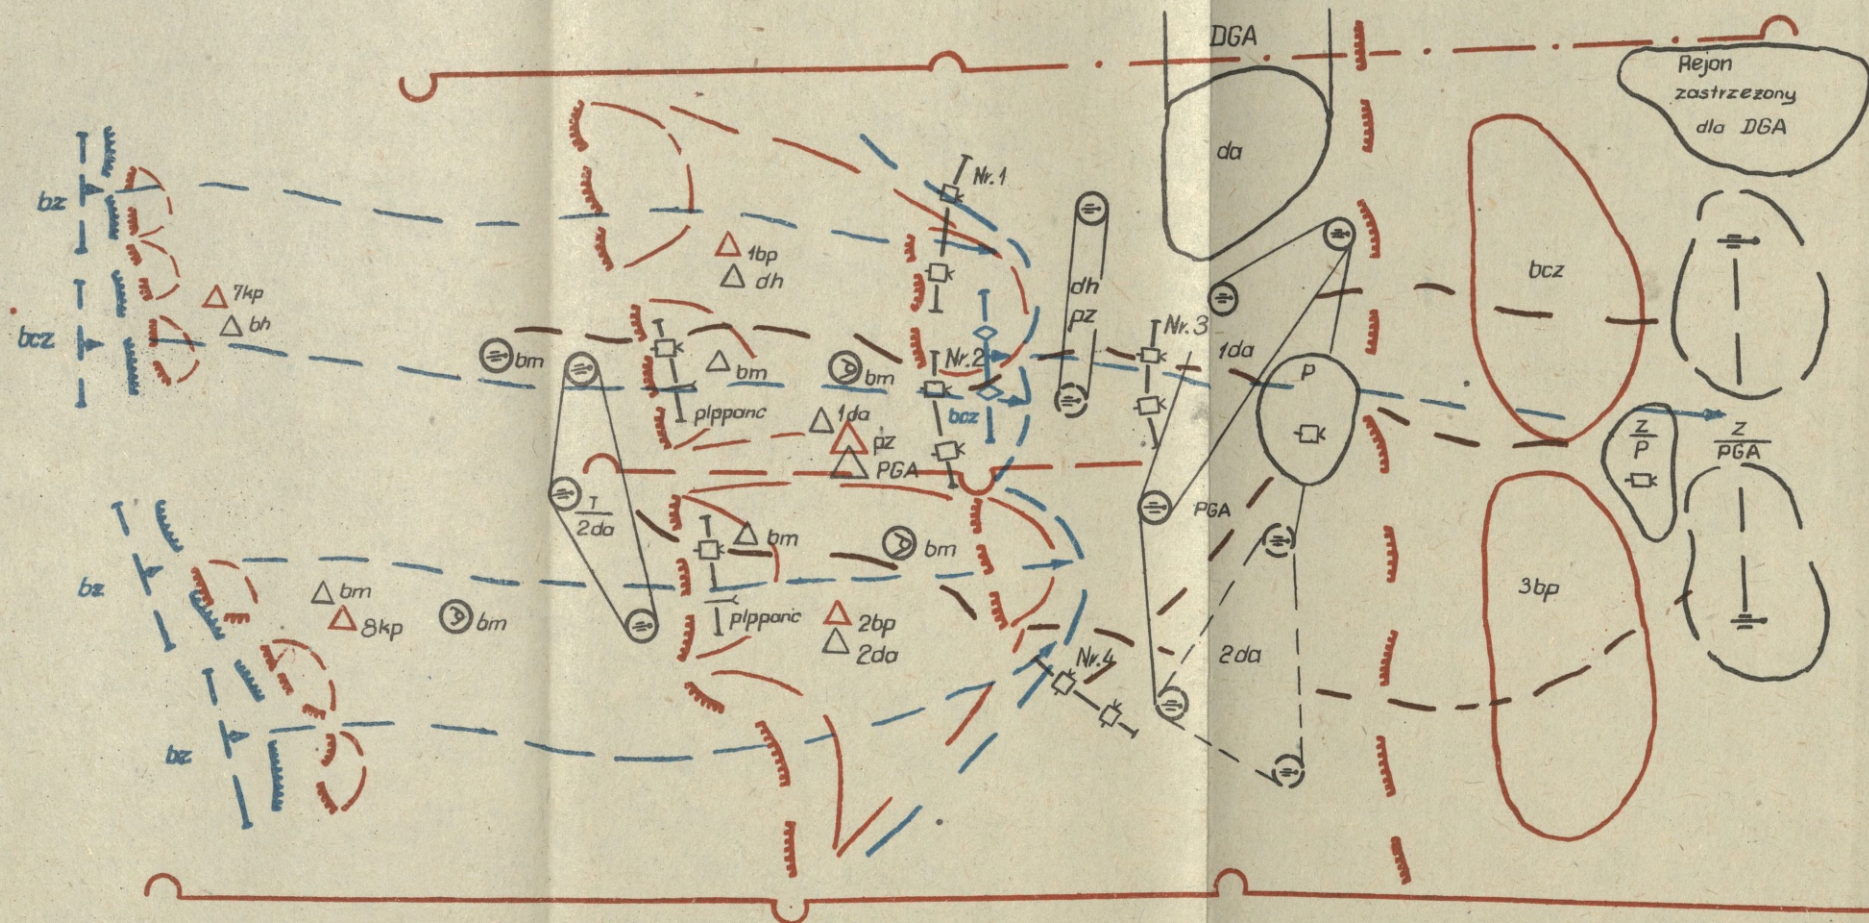 DGA
Rejon
zastrzeżony
dla DGA
da
Nr.1
bz
1bp
dh
bcz
7kp
bh
bcz
dh
pz
Nr.3
1da
P
bm
bm
bm
Nr.2
plppanc
1da
pz
PGA
bcz
Z
P
Z
PGA
T
2da
PGA
bm
bm
bz
bm
8kp
bm
plppanc
2bp
2da
3bp
2da
Nr.4
bz